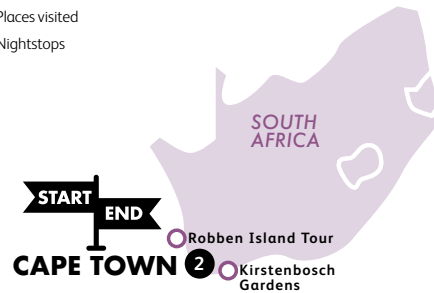 Places visited
Nightstops
SOUTH
AFRICA
START
END
Robben Island Tour
CAPE TOWN 2
Kirstenbosch
Gardens